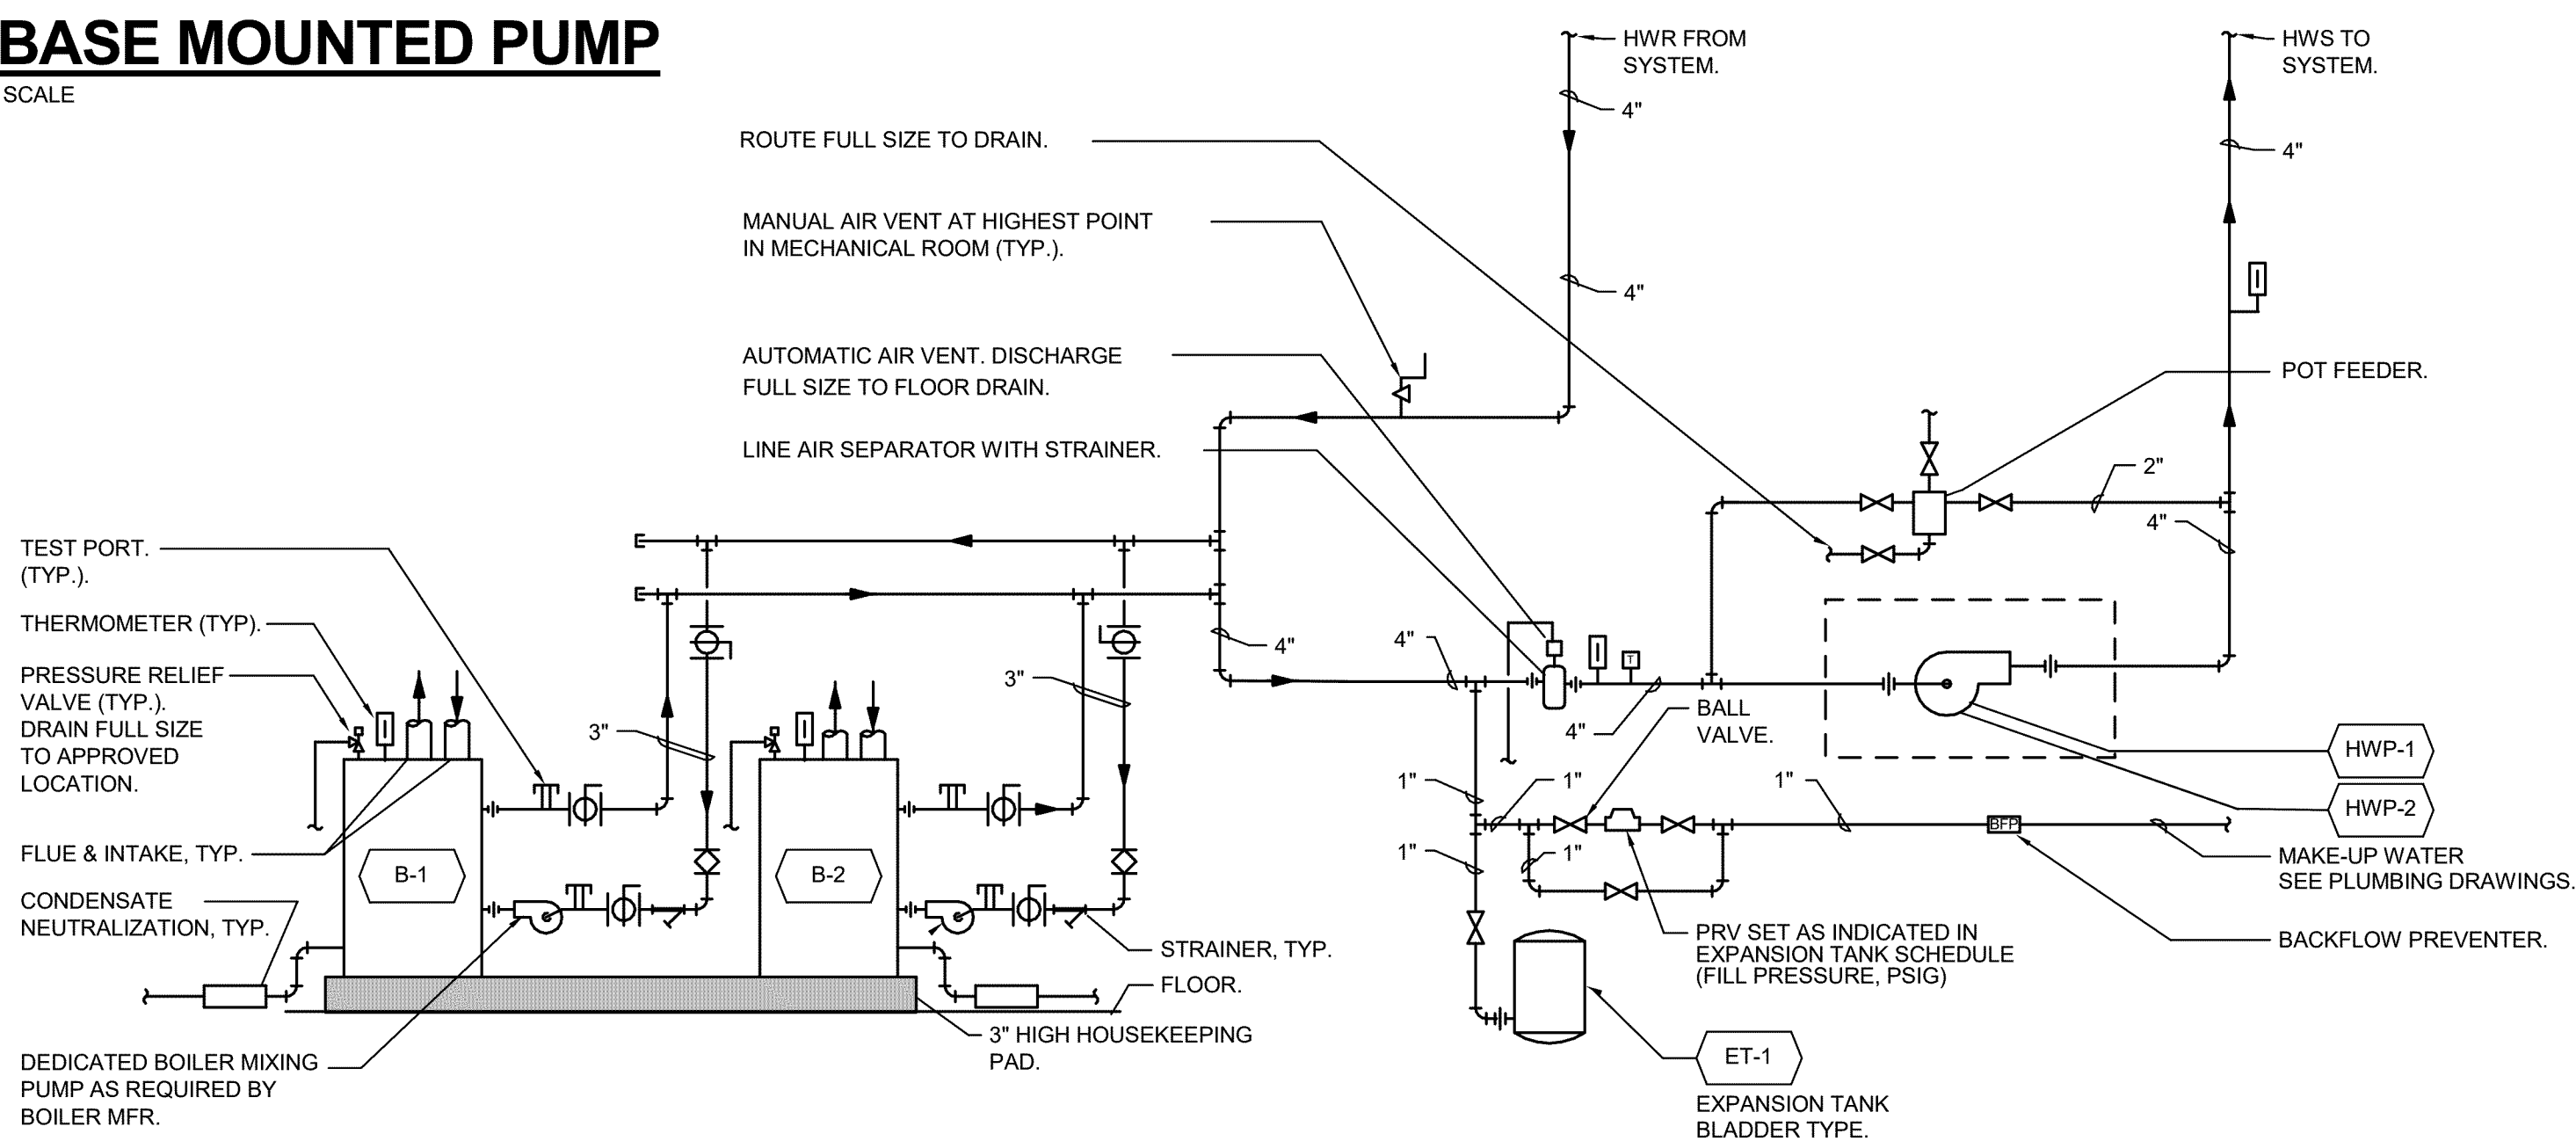 BASE MOUNTED PUMP
SCALE
HWR FROM
SYSTEM.
HWS TO
SYSTEM.
4"
4"
ROUTE FULL SIZE TO DRAIN.
MANUAL AIR VENT AT HIGHEST POINT
IN MECHANICAL ROOM (TYP.).
4"
AUTOMATIC AIR VENT. DISCHARGE
FULL SIZE TO FLOOR DRAIN.
POT FEEDER.
LINE AIR SEPARATOR WITH STRAINER.
2"
4"
TEST PORT.
(TYP.).
THERMOMETER (TYP).
4"
4"
T
PRESSURE RELIEF
VALVE (TYP.).
DRAIN FULL SIZE
TO APPROVED
LOCATION.
3"
3"
4"
BALL
VALVE.
HWP-1
HWP-2
1"
1"
1"
BFP
FLUE & INTAKE, TYP.
B-1
B-2
1"
1"
MAKE-UP WATER
SEE PLUMBING DRAWINGS.
CONDENSATE
NEUTRALIZATION, TYP.
STRAINER, TYP.
FLOOR.
PRV SET AS INDICATED IN
EXPANSION TANK SCHEDULE
(FILL PRESSURE, PSIG)
BACKFLOW PREVENTER.
3" HIGH HOUSEKEEPING
PAD.
DEDICATED BOILER MIXING
PUMP AS REQUIRED BY
BOILER MFR.
ET-1
EXPANSION TANK
BLADDER TYPE.